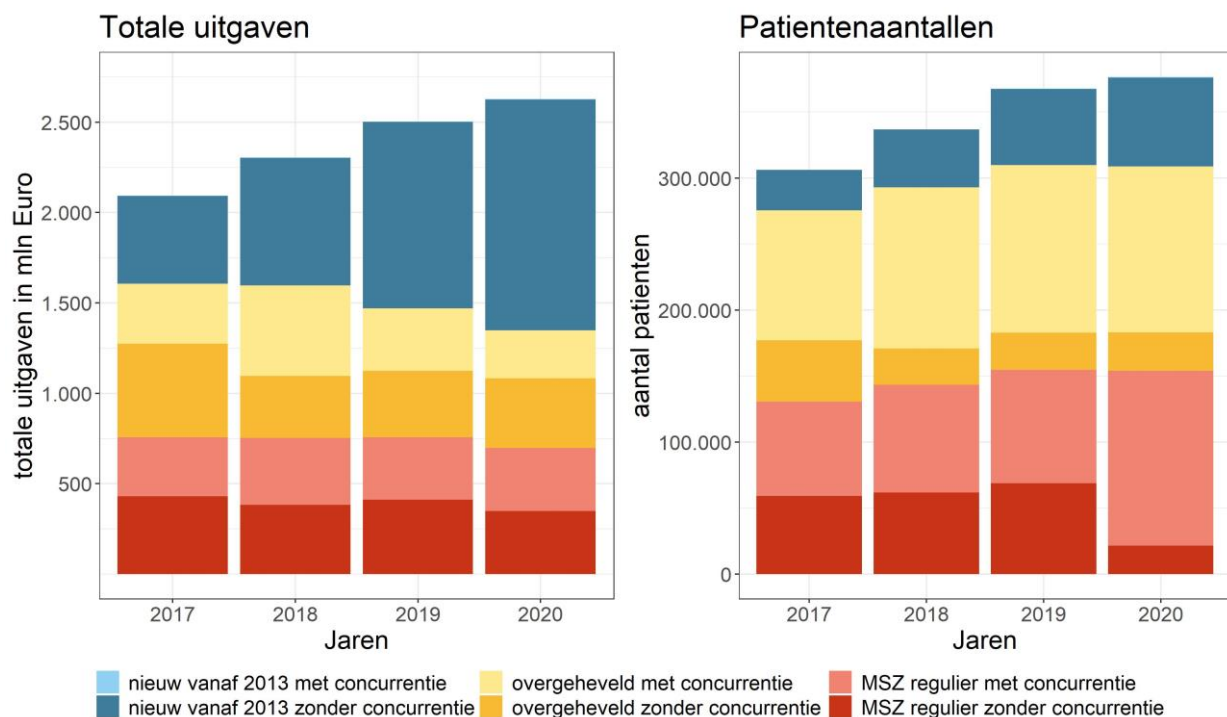 Totale uitgaven
totale uitgaven in mln Euro
2.500
2.000
1.500
1.000
500
2017 2018 2019 2020
Jaren
Patientenaantallen
aantal patienten
300.000
200.000
100.000
0
2017 2018 2019 2020
Jaren
nieuw vanaf 2013 met concurrentie overgeheveld met concurrentie MSZ regulier met concurrentie
nieuw vanaf 2013 zonder concurrentie overgeheveld zonder concurrentie MSZ regulier zonder concurrentie